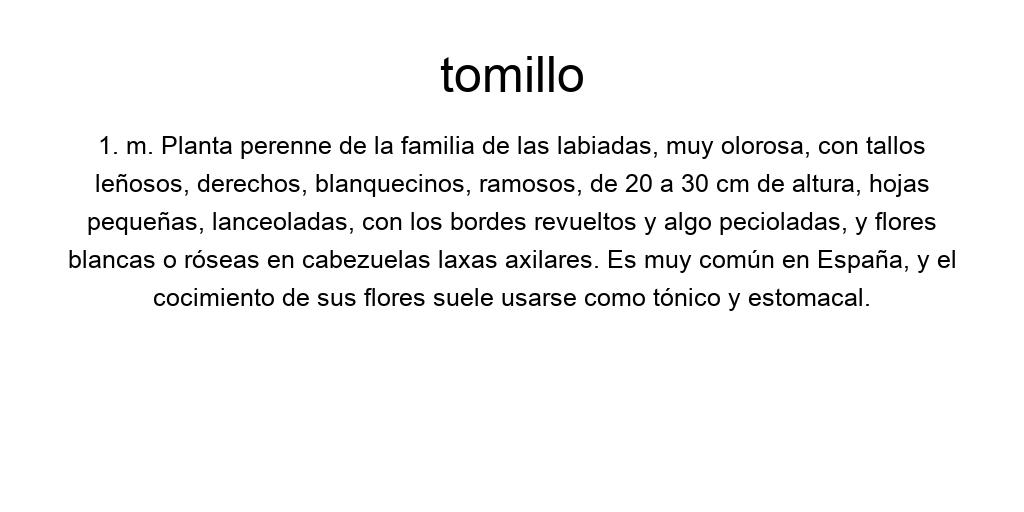 tomillo
1. m. Planta perenne de la familia de las labiadas, muy olorosa, con tallos
leñosos, derechos, blanquecinos, ramosos, de 20 a 30 cm de altura, hojas
pequeñas, lanceoladas, con los bordes revueltos y algo pecioladas, y flores
blancas o róseas en cabezuelas laxas axilares. Es muy común en España, y el
cocimiento de sus flores suele usarse como tónico y estomacal.